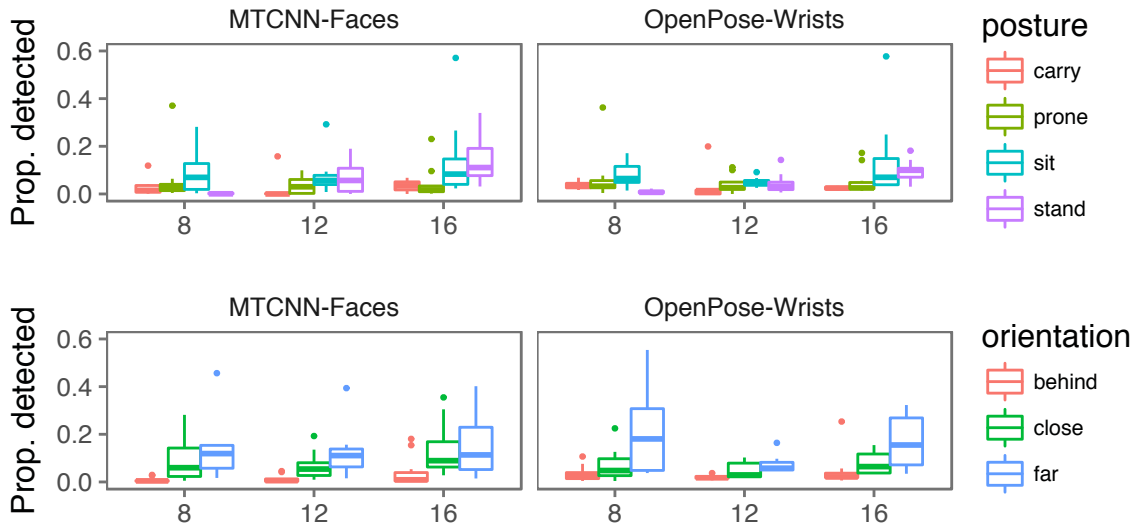 MTCNN-Faces OpenPose-Wrists
posture
carry
prone
sit
stand
Prop. detected
0.6
0.4
0.2
0.0
8 12 16 8 12 16
MTCNN-Faces OpenPose-Wrists
orientation
behind
close
far
Prop. detected
0.6
0.4
0.2
0.0
8 12 16 8 12 16